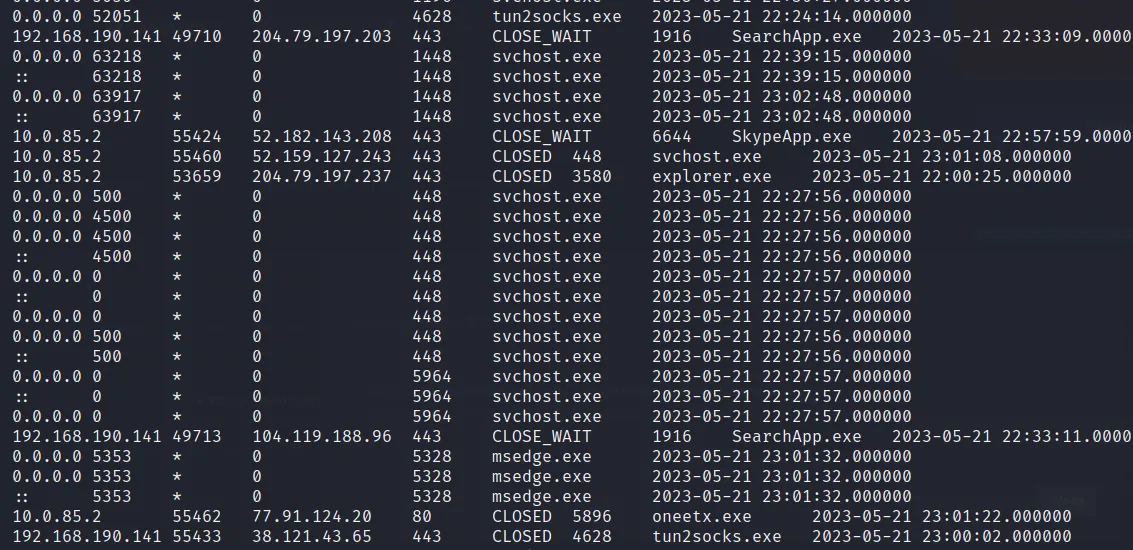 0.0.0.0 52051 * 0 4628 tun2socks.exe 2023-05-21 22:24:14.000000
192.168.190.141 49710 204.79.197.203 443 CLOSE_WAIT 1916 SearchApp.exe 2023-05-21 22:33:09.0000
0.0.0.0 63218 * 0 1448 svchost.exe 2023-05-21 22:39:15.000000
:: 63218 * 0 1448 svchost.exe 2023-05-21 22:39:15.000000
0.0.0.0 63917 * 0 1448 svchost.exe 2023-05-21 23:02:48.000000
:: 63917 * 0 1448 svchost.exe 2023-05-21 23:02:48.000000
10.0.85.2 55424 52.182.143.208 443 CLOSE_WAIT 6644 SkypeApp.exe 2023-05-21 22:57:59.0000
10.0.85.2 55460 52.159.127.243 443 CLOSED 448 svchost.exe 2023-05-21 23:01:08.000000
10.0.85.2 53659 204.79.197.237 443 CLOSED 3580 explorer.exe 2023-05-21 22:00:25.000000
0.0.0.0 500 * 0 448 svchost.exe 2023-05-21 22:27:56.000000
0.0.0.0 4500 * 0 448 svchost.exe 2023-05-21 22:27:56.000000
0.0.0.0 4500 * 0 448 svchost.exe 2023-05-21 22:27:56.000000
:: 4500 * 0 448 svchost.exe 2023-05-21 22:27:56.000000
0.0.0.0 0 * 0 448 svchost.exe 2023-05-21 22:27:57.000000
:: 0 * 0 448 svchost.exe 2023-05-21 22:27:57.000000
0.0.0.0 0 * 0 448 svchost.exe 2023-05-21 22:27:57.000000
0.0.0.0 500 * 0 448 svchost.exe 2023-05-21 22:27:56.000000
:: 500 * 0 448 svchost.exe 2023-05-21 22:27:56.000000
0.0.0.0 0 * 0 5964 svchost.exe 2023-05-21 22:27:57.000000
:: 0 * 0 5964 svchost.exe 2023-05-21 22:27:57.000000
0.0.0.0 0 * 0 5964 svchost.exe 2023-05-21 22:27:57.000000
192.168.190.141 49713 104.119.188.96 443 CLOSE_WAIT 1916 SearchApp.exe 2023-05-21 22:33:11.0000
0.0.0.0 5353 * 0 5328 msedge.exe 2023-05-21 23:01:32.000000
0.0.0.0 5353 * 0 5328 msedge.exe 2023-05-21 23:01:32.000000
:: 5353 * 0 5328 msedge.exe 2023-05-21 23:01:32.000000
10.0.85.2 55462 77.91.124.20 80 CLOSED 5896 oneetx.exe 2023-05-21 23:01:22.000000
192.168.190.141 55433 38.121.43.65 443 CLOSED 4628 tun2socks.exe 2023-05-21 23:00:02.000000